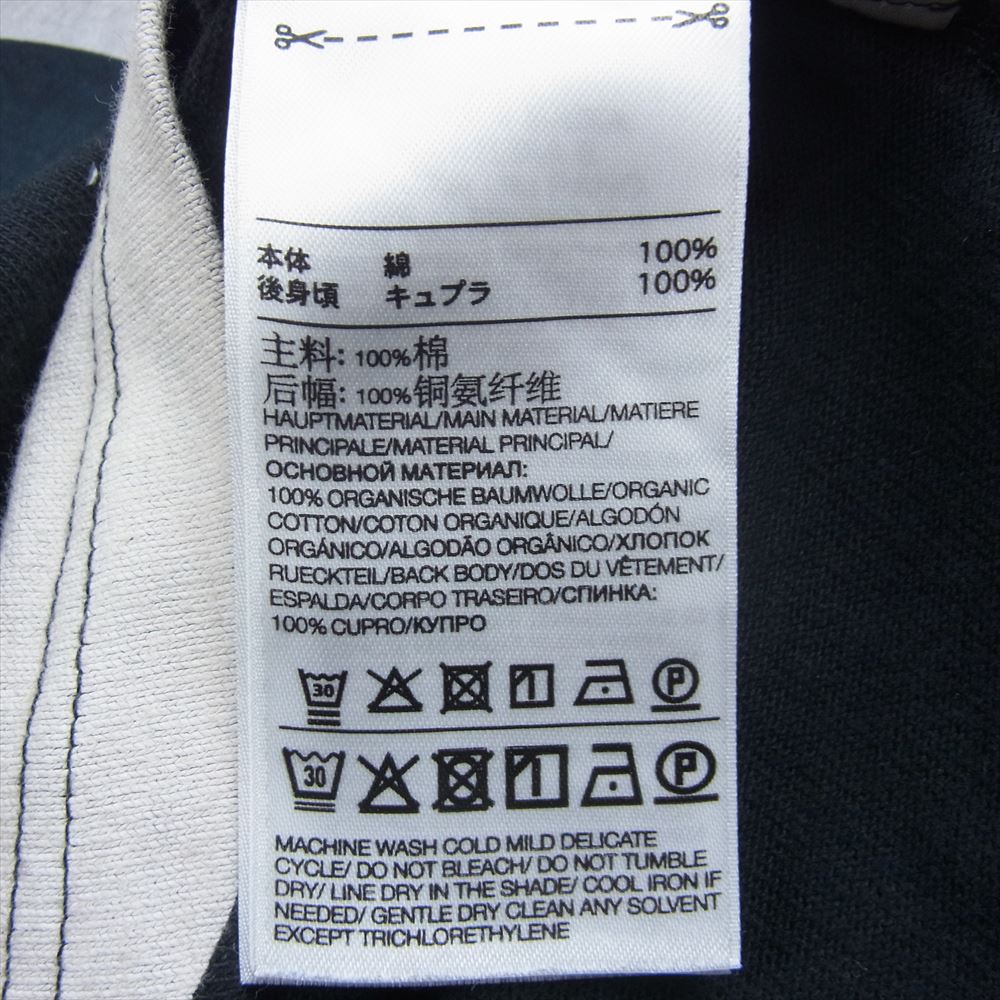 本体 綿 100%
後身頃 キュプラ 100%
主料: 100%棉
后幅: 100%铜氨纤维
HAUPTMATERIAL/MAIN MATERIAL/MATIERE
PRINCIPALE/MATERIAL PRINCIPAL/
ОСНОВНОЙ МАТЕРИАЛ:
100% ORGANISCHE BAUMWOLLE/ORGANIC
COTTON/COTON ORGANIQUE/ALGODÓN
ORGÁNICO/ALGODÃO ORGÂNICO/ХЛОПОК
RUECKTEIL/BACK BODY/DOS DU VÊTEMENT/
ESPALDA/CORPO TRASEIRO/СПИНКА:
100% CUPRO/КУПРО
30 P
30 P
MACHINE WASH COLD MILD DELICATE
CYCLE/ DO NOT BLEACH/ DO NOT TUMBLE
DRY/ LINE DRY IN THE SHADE/ COOL IRON IF
NEEDED/ GENTLE DRY CLEAN ANY SOLVENT
EXCEPT TRICHLORETHYLENE